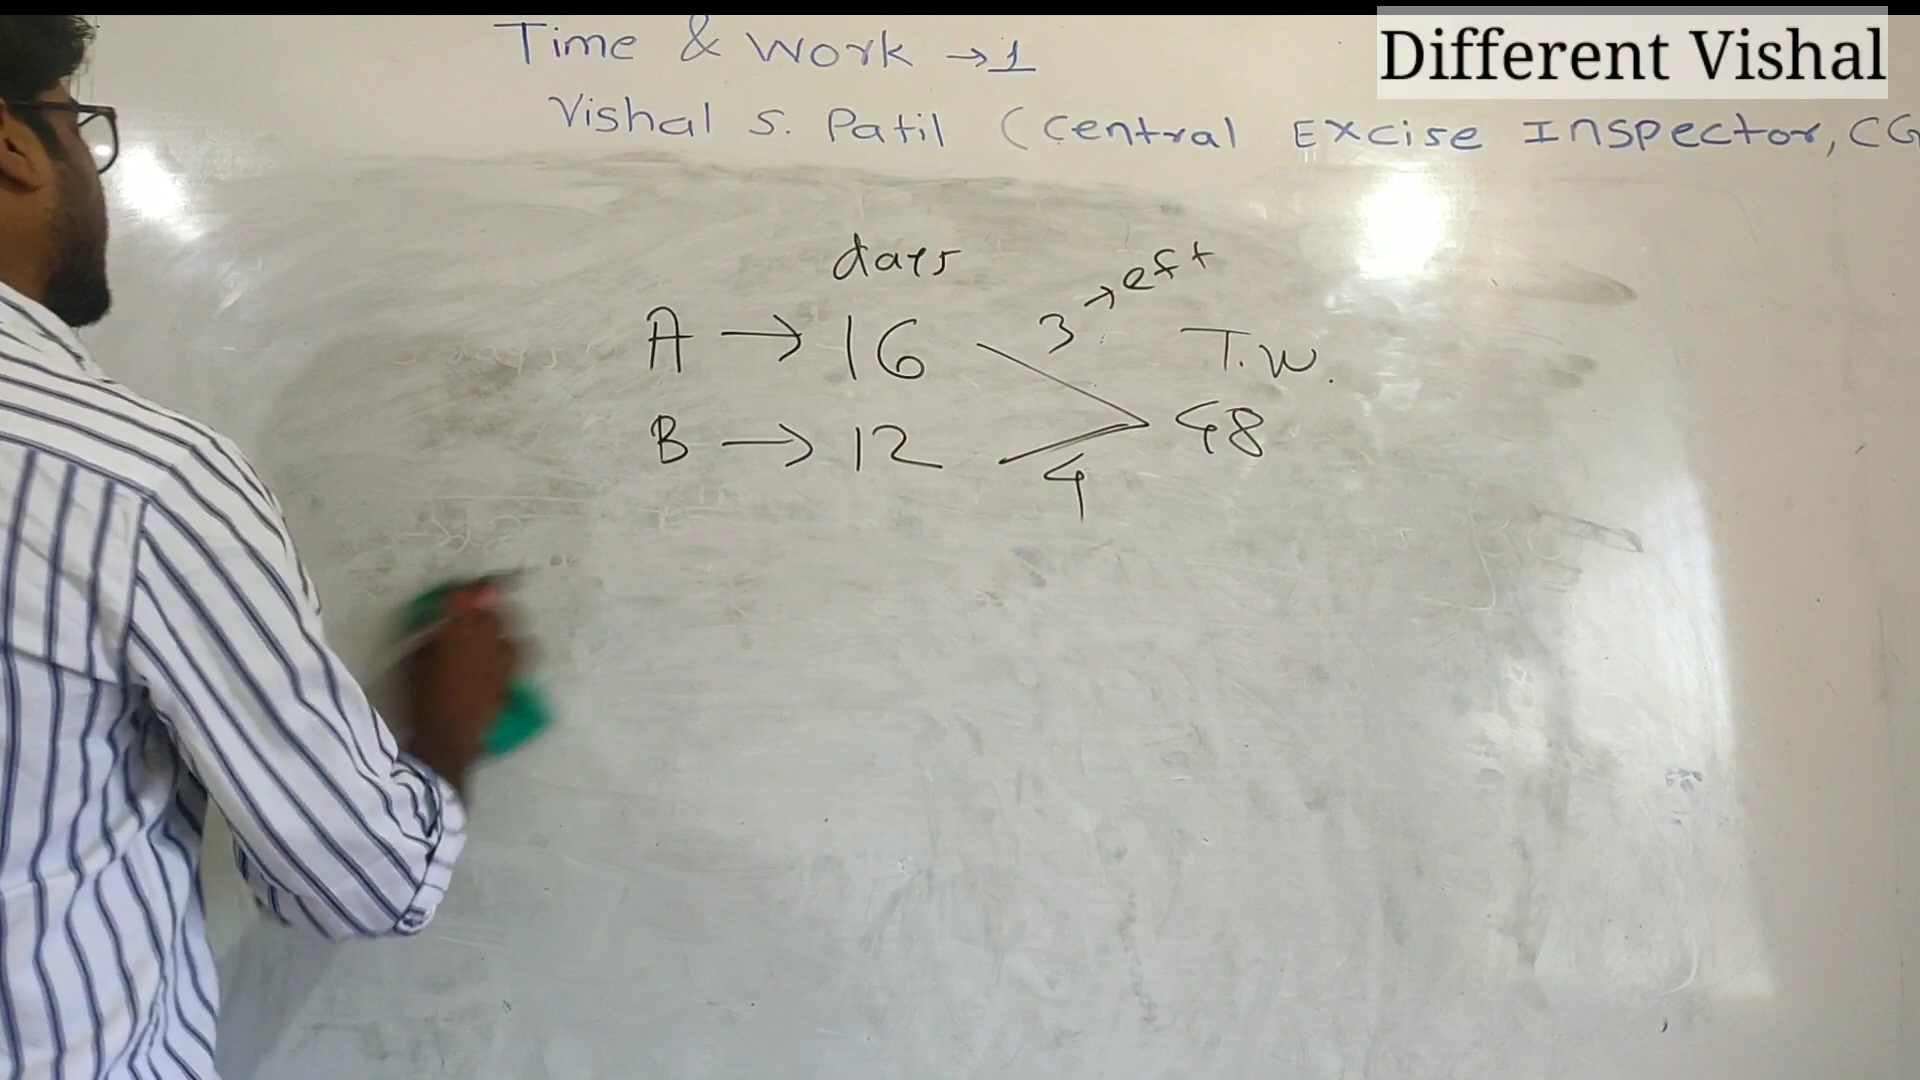 Different Vishal
Time & Work → 1
Vishal S. Patil (Central Excise Inspector, CG
days
3 → eft
A → 16
T.W.
B → 12
48
4